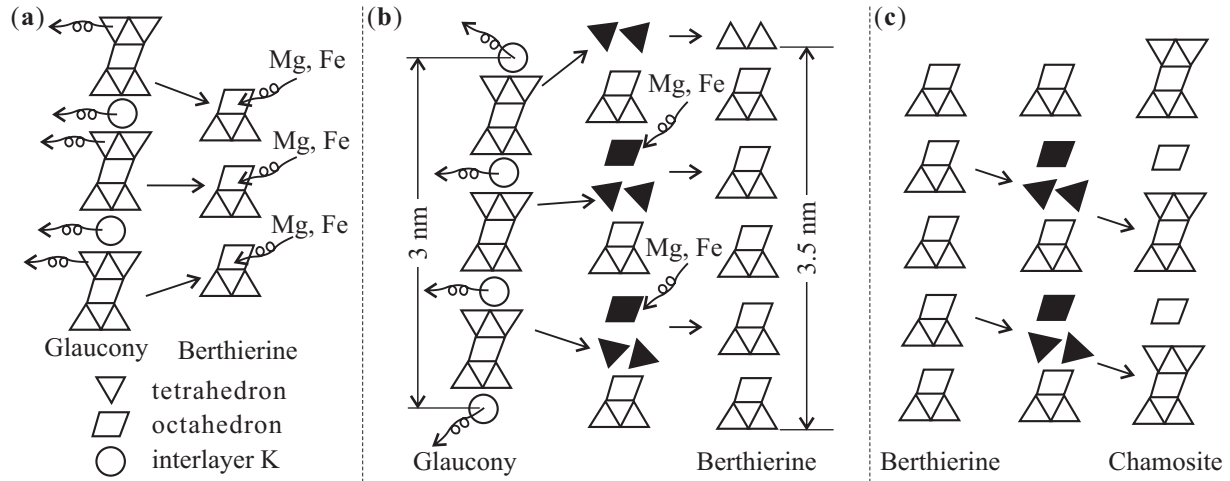 (a)
Mg, Fe
Mg, Fe
Mg, Fe
Glaucony
Berthierine
tetrahedron
octahedron
interlayer K
(b)
Mg, Fe
3 nm
Mg, Fe
3.5 nm
Glaucony
Berthierine
(c)
Berthierine
Chamosite